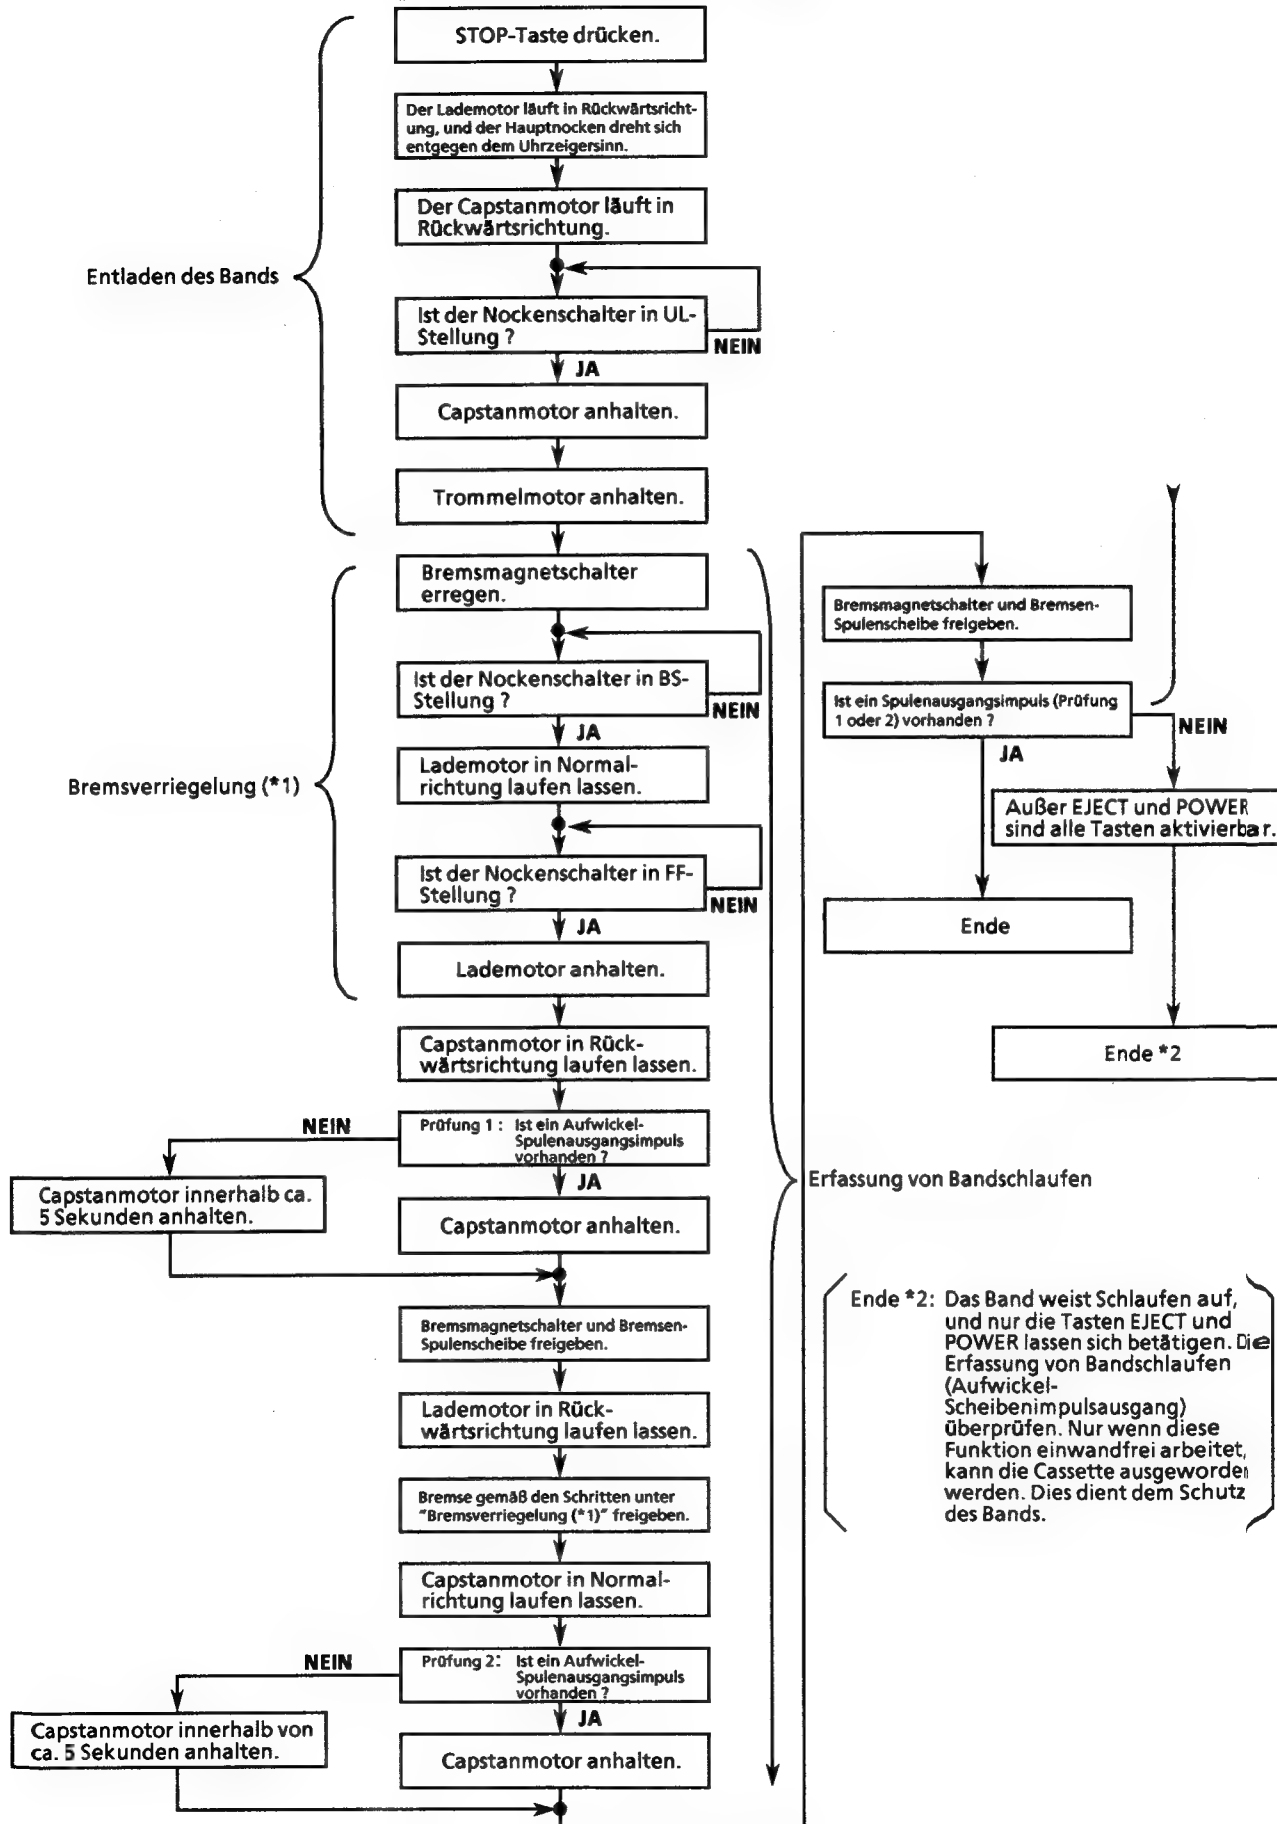 STOP-Taste drücken.
Der Lademotor läuft in Rückwärtsricht-
ung, und der Hauptnocken dreht sich
entgegen dem Uhrzeigersinn.
Der Capstanmotor läuft in
Rückwärtsrichtung.
Entladen des Bands
Ist der Nockenschalter in UL-
Stellung ?
NEIN
JA
Capstanmotor anhalten.
Trommelmotor anhalten.
Bremsmagnetschalter
erregen.
Ist der Nockenschalter in BS-
Stellung ?
NEIN
JA
Bremsverriegelung (*1)
Lademotor in Normal-
richtung laufen lassen.
Ist der Nockenschalter in FF-
Stellung ?
NEIN
JA
Lademotor anhalten.
Capstanmotor in Rück-
wärtsrichtung laufen lassen.
NEIN
Prüfung 1 : Ist ein Aufwickel-
Spulenausgangsimpuls
vorhanden ?
JA
Capstanmotor innerhalb ca.
5 Sekunden anhalten.
Capstanmotor anhalten.
Bremsmagnetschalter und Bremsen-
Spulenscheibe freigeben.
Lademotor in Rück-
wärtsrichtung laufen lassen.
Bremse gemäß den Schritten unter
"Bremsverriegelung (*1)" freigeben.
Capstanmotor in Normal-
richtung laufen lassen.
NEIN
Prüfung 2: Ist ein Aufwickel-
Spulenausgangsimpuls
vorhanden ?
JA
Capstanmotor innerhalb von
ca. 5 Sekunden anhalten.
Capstanmotor anhalten.
Erfassung von Bandschlaufen
Bremsmagnetschalter und Bremsen-
Spulenscheibe freigeben.
Ist ein Spulenausgangsimpuls (Prüfung
1 oder 2) vorhanden ?
NEIN
JA
Außer EJECT und POWER
sind alle Tasten aktivierbar.
Ende
Ende *2
Ende *2: Das Band weist Schlaufen auf,
und nur die Tasten EJECT und
POWER lassen sich betätigen. Die
Erfassung von Bandschlaufen
(Aufwickel-
Scheibenimpulsausgang)
überprüfen. Nur wenn diese
Funktion einwandfrei arbeitet,
kann die Cassette ausgeworden
werden. Dies dient dem Schutz
des Bands.